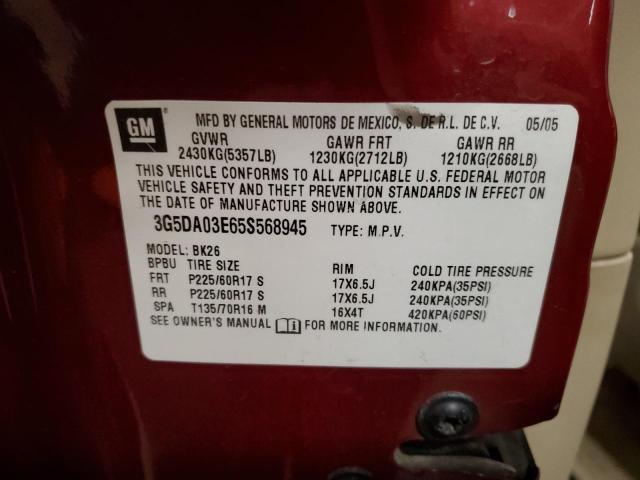 GM
MFD BY GENERAL MOTORS DE MEXICO, S. DE R.L. DE C.V. 05/05
GVWR GAWR FRT GAWR RR
2430KG(5357LB) 1230KG(2712LB) 1210KG(2668LB)
THIS VEHICLE CONFORMS TO ALL APPLICABLE U.S. FEDERAL MOTOR
VEHICLE SAFETY AND THEFT PREVENTION STANDARDS IN EFFECT ON
THE DATE OF MANUFACTURE SHOWN ABOVE.
3G5DA03E65S568945 TYPE: M.P.V.
MODEL: BK26
BPBU TIRE SIZE RIM COLD TIRE PRESSURE
FRT P225/60R17 S 17X6.5J 240KPA(35PSI)
RR P225/60R17 S 17X6.5J 240KPA(35PSI)
SPA T135/70R16 M 16X4T 420KPA(60PSI)
SEE OWNER'S MANUAL FOR MORE INFORMATION.